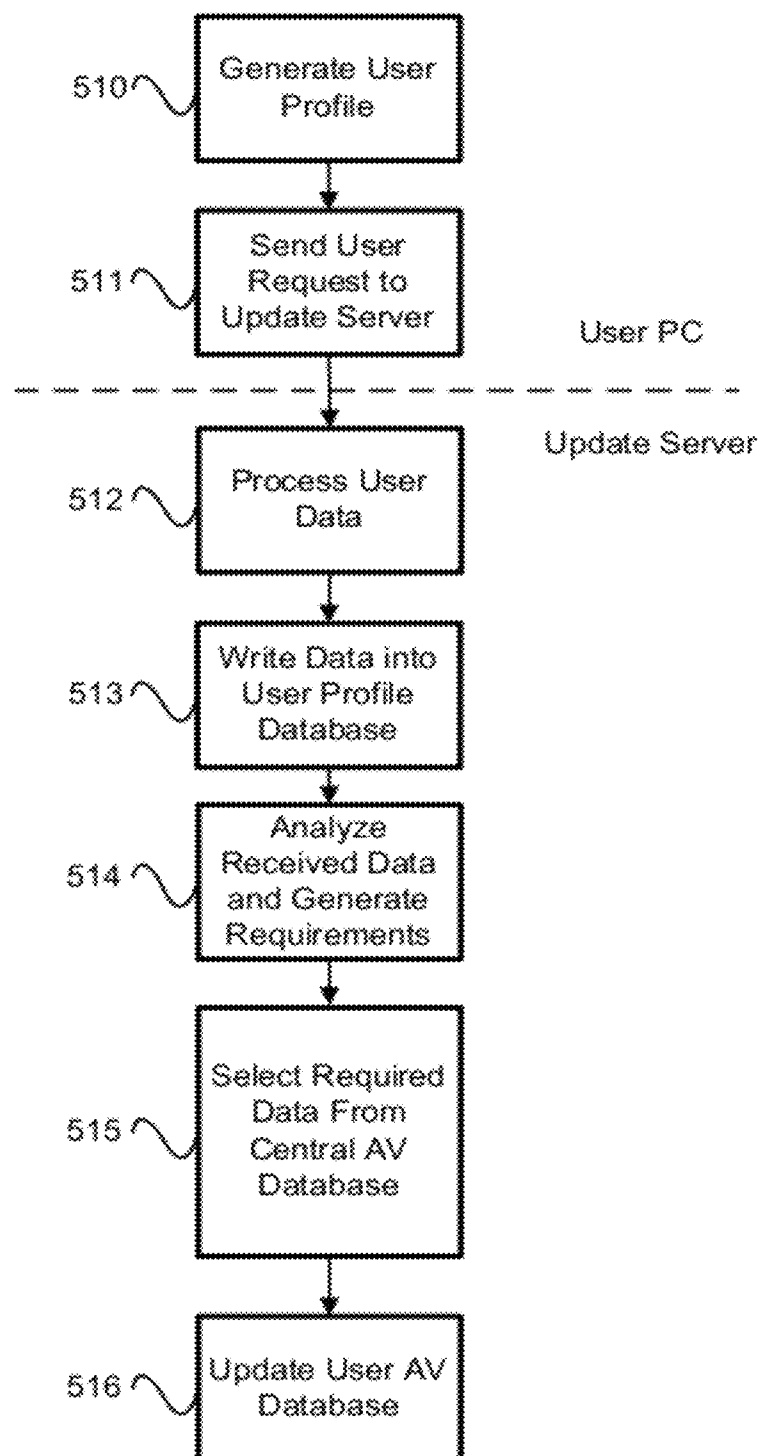 510
Generate User
Profile
511
Send User
Request to
Update Server
User PC
Update Server
512
Process User
Data
513
Write Data into
User Profile
Database
514
Analyze
Received Data
and Generate
Requirements
515
Select Required
Data From
Central AV
Database
516
Update User AV
Database